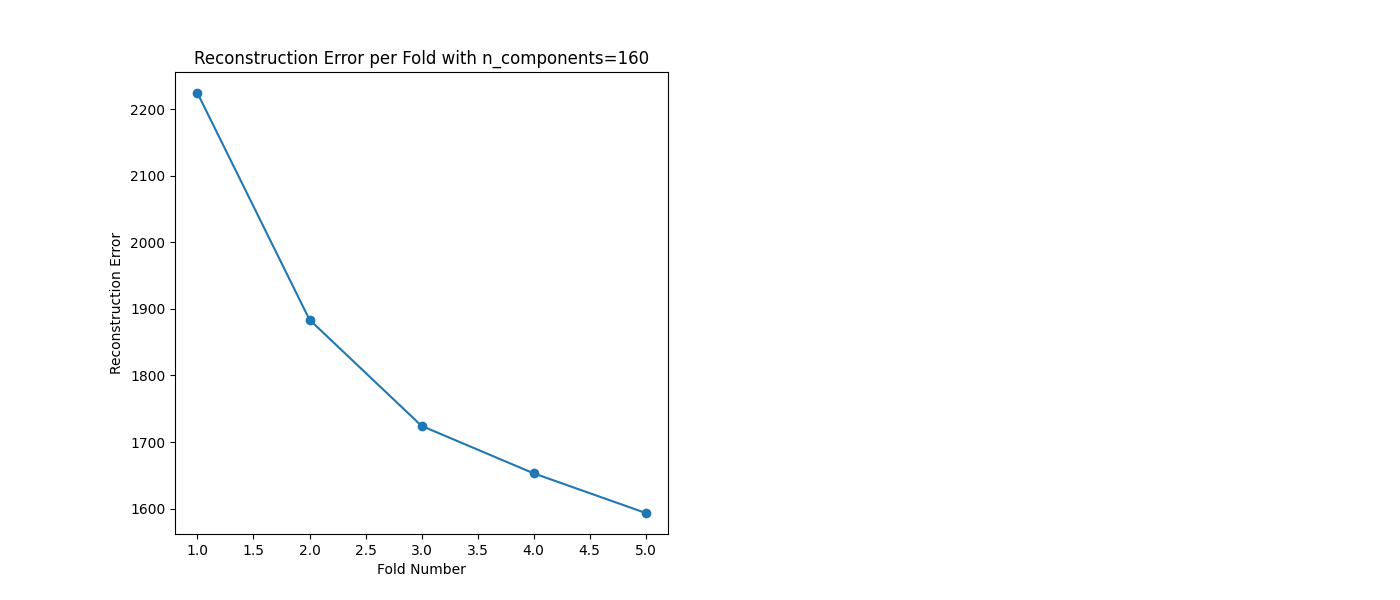 Reconstruction Error per Fold with n_components=160
Reconstruction Error
2200
2100
2000
1900
1800
1700
1600
1.0 1.5 2.0 2.5 3.0 3.5 4.0 4.5 5.0
Fold Number